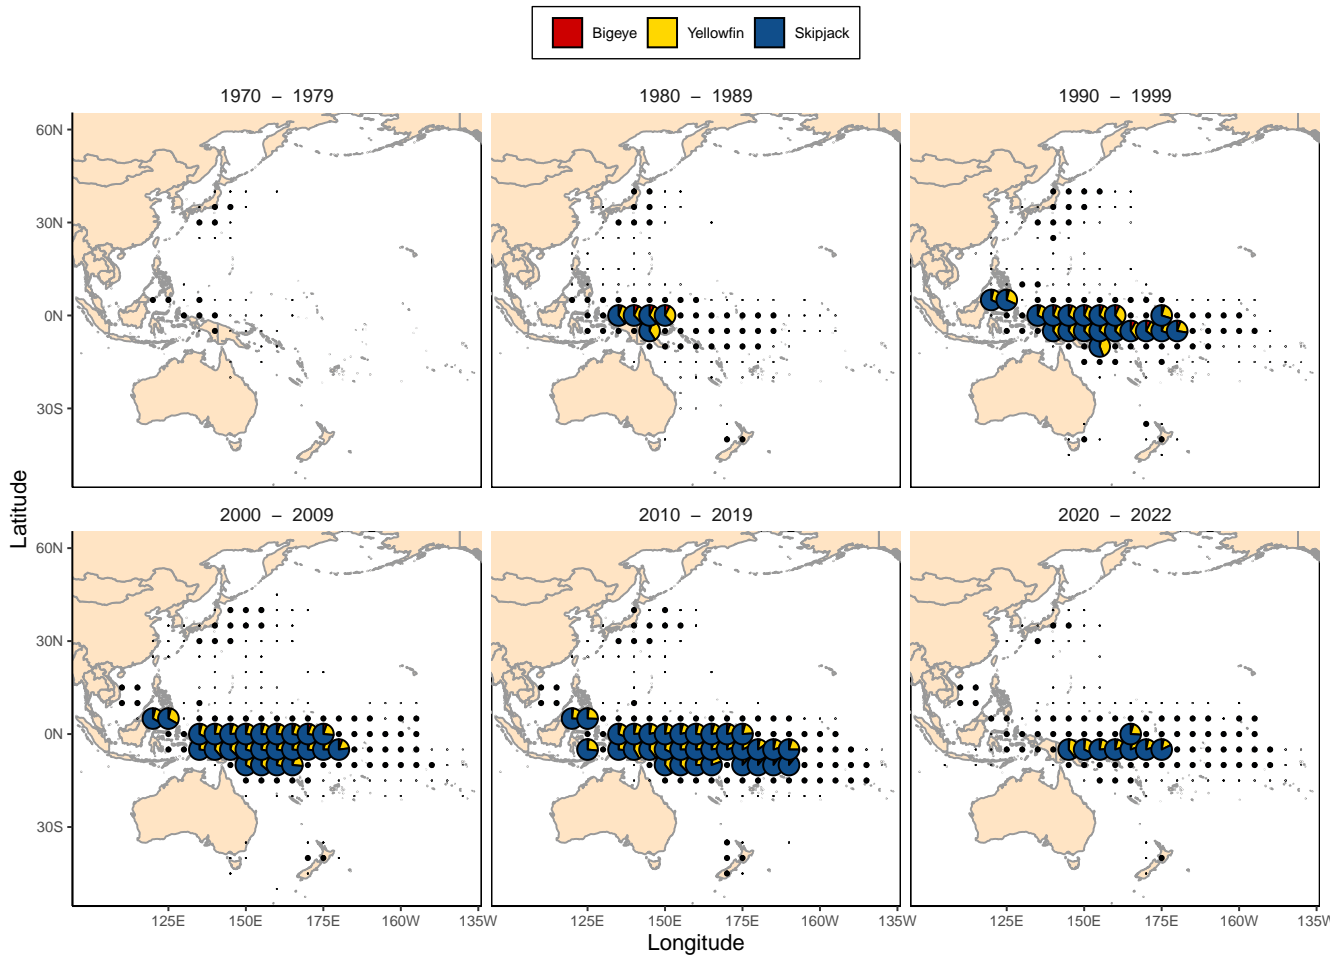 Bigeye Yellowfin Skipjack
1970 – 1979 1980 – 1989 1990 – 1999
60N
30N
0N
30S
Latitude
2000 – 2009 2010 – 2019 2020 – 2022
60N
30N
0N
30S
125E 150E 175E 160W 135W 125E 150E 175E 160W 135W 125E 150E 175E 160W 135W
Longitude